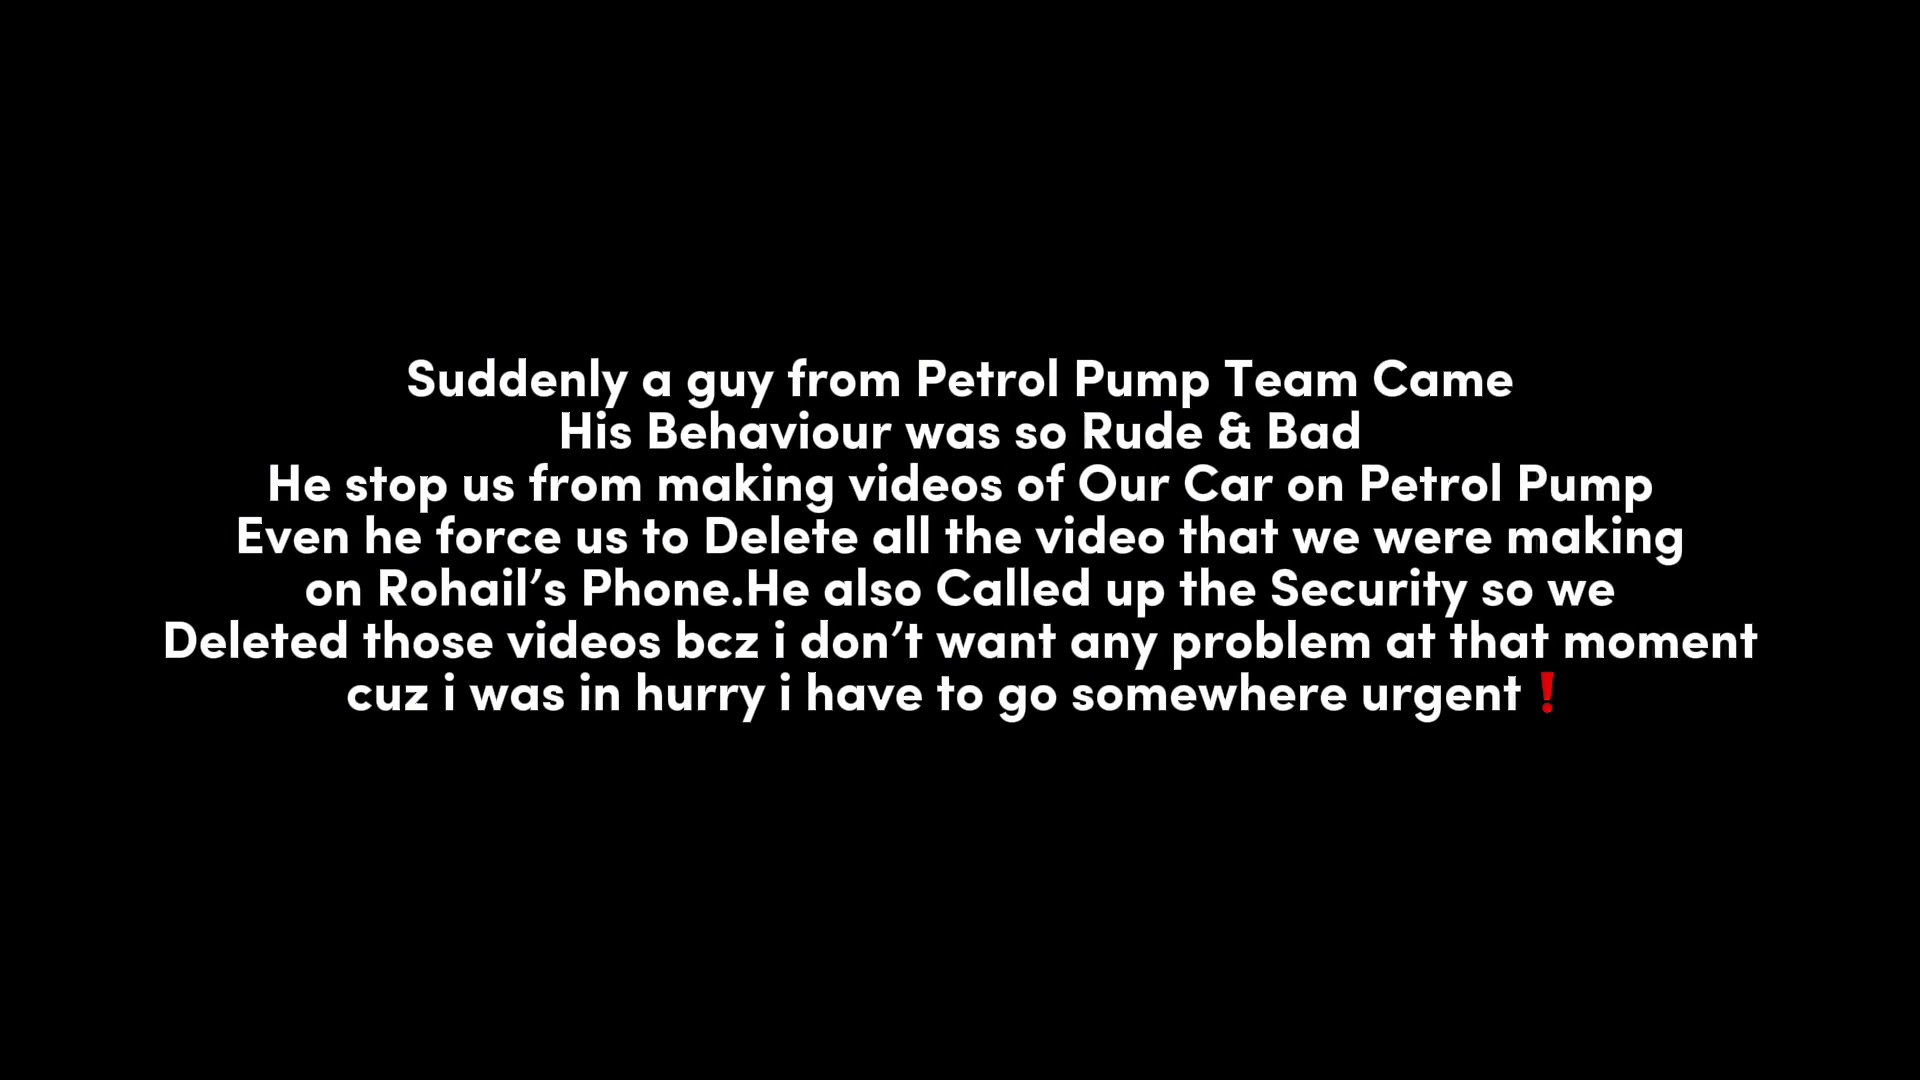 Suddenly a guy from Petrol Pump Team Came
His Behaviour was so Rude & Bad
He stop us from making videos of Our Car on Petrol Pump
Even he force us to Delete all the video that we were making
on Rohail’s Phone.He also Called up the Security so we
Deleted those videos bcz i don’t want any problem at that moment
cuz i was in hurry i have to go somewhere urgent❗